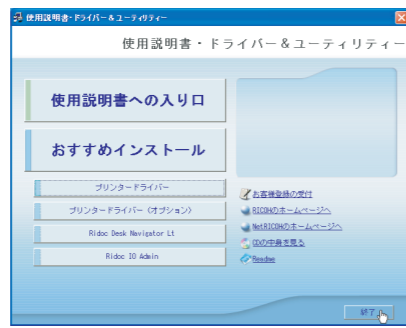 使用説明書・ドライバー&ユーティリティー
使用説明書・ドライバー&ユーティリティー
使用説明書への入り口
おすすめインストール
プリンタードライバー
プリンタードライバー（オプション）
Ridoc Desk Navigator Lt
Ridoc IO Admin
お客様登録の受付
RICOHのホームページへ
NetRICOHのホームページへ
CDの中身を見る
Readme
終了